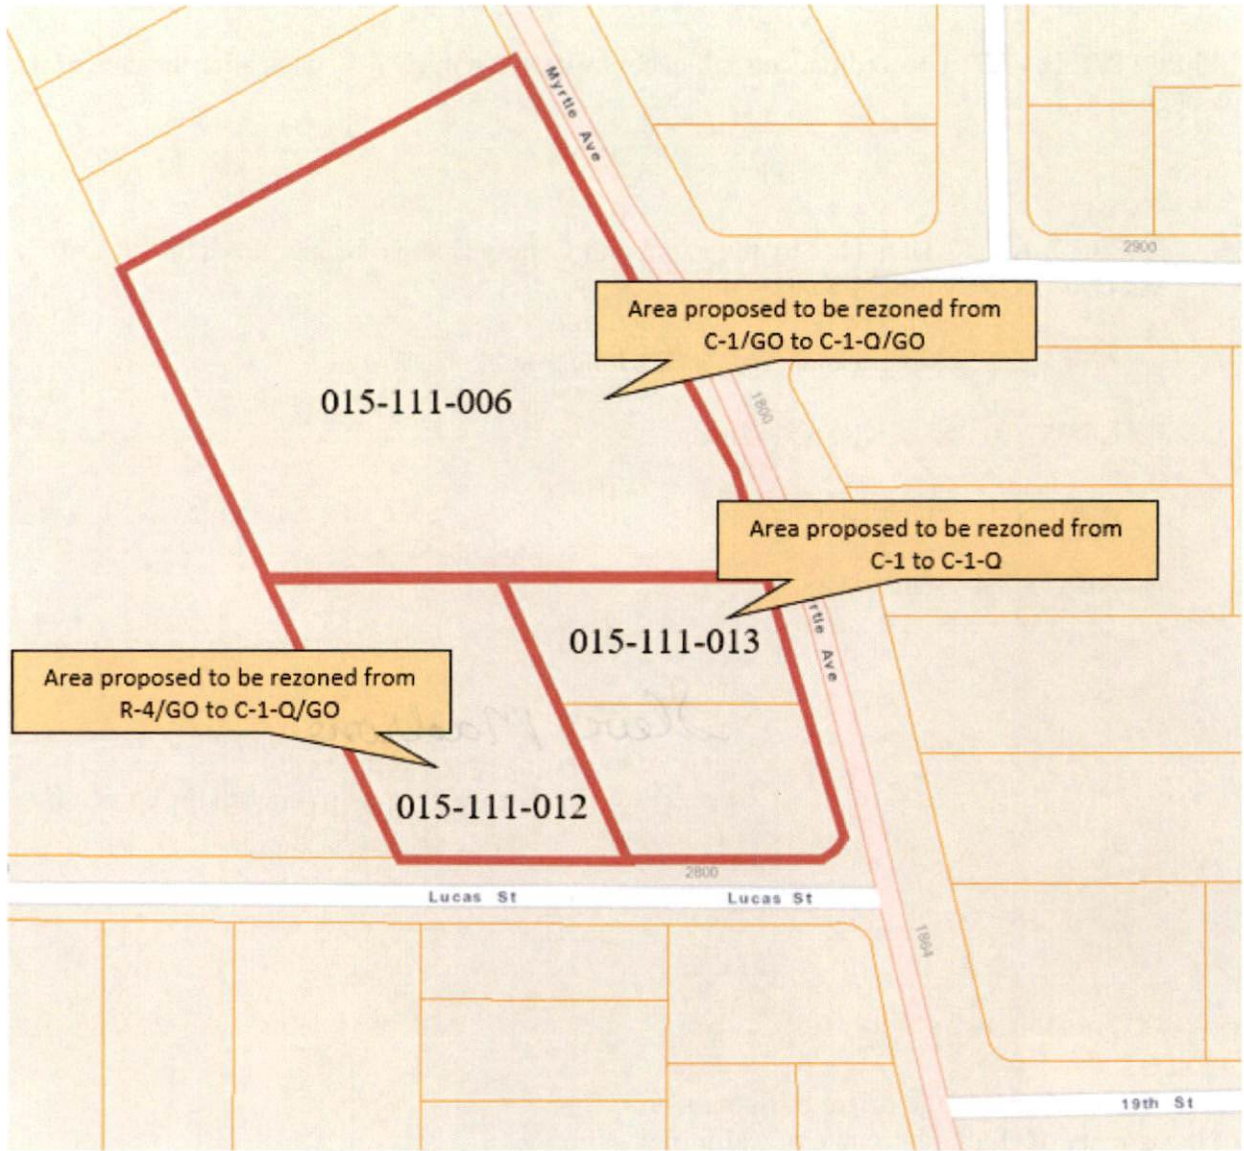 Myrtle Ave
2900
Area proposed to be rezoned from
C-1/GO to C-1-Q/GO
015-111-006
1800
Area proposed to be rezoned from
C-1 to C-1-Q
015-111-013
rtle Ave
Area proposed to be rezoned from
R-4/GO to C-1-Q/GO
015-111-012
2800
Lucas St
Lucas St
1864
19th St